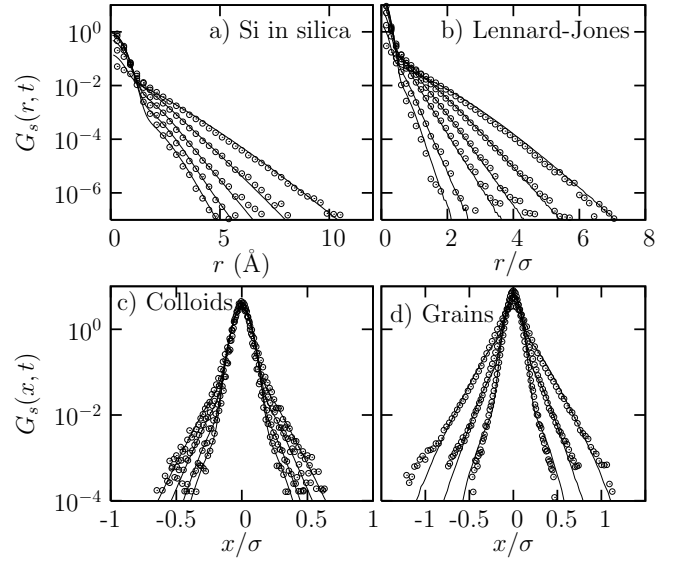 a) Si in silica
b) Lennard-Jones
10^0
10^-2
10^-4
10^-6
G_s(r, t)
0 5 10
0 2 4 6 8
r (Å)
r/σ
c) Colloids
d) Grains
10^0
10^-2
10^-4
G_s(x, t)
-1 -0.5 0 0.5 1
-1 -0.5 0 0.5 1
x/σ
x/σ